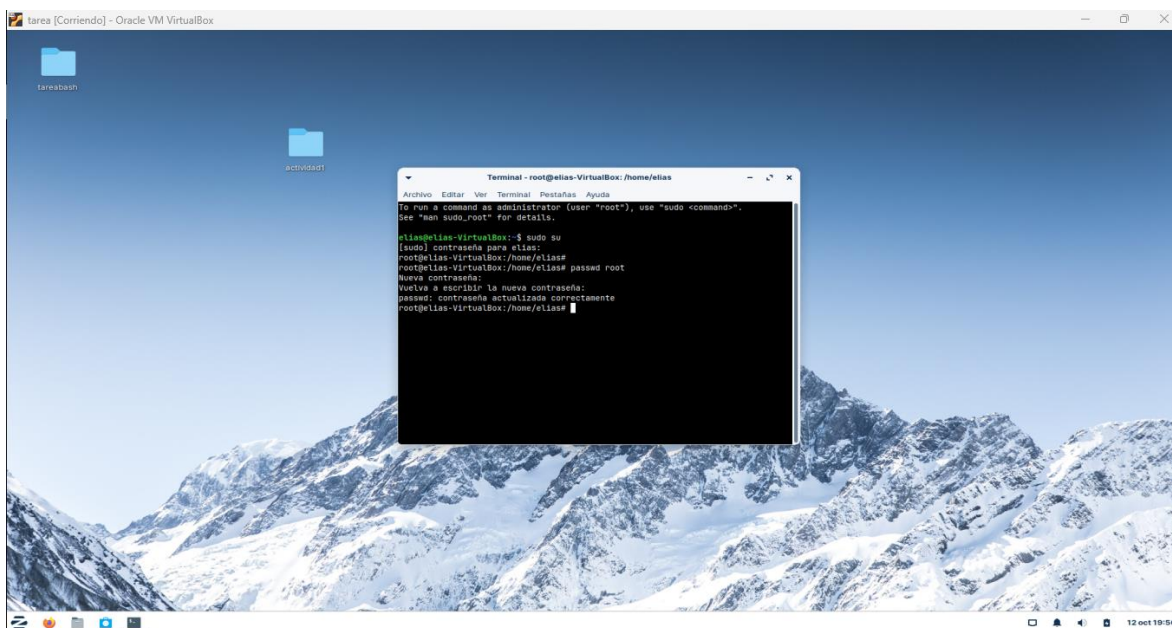 tarea [Corriendo] - Oracle VM VirtualBox
tareabash
actividad1
Terminal - root@elias-VirtualBox: /home/elias
Archivo Editar Ver Terminal Pestañas Ayuda
To run a command as administrator (user "root"), use "sudo <command>".
See "man sudo_root" for details.
elias@elias-VirtualBox:~$ sudo su
[sudo] contraseña para elias:
root@elias-VirtualBox:/home/elias#
root@elias-VirtualBox:/home/elias# passwd root
Nueva contraseña:
Vuelva a escribir la nueva contraseña:
passwd: contraseña actualizada correctamente
root@elias-VirtualBox:/home/elias#
12 oct